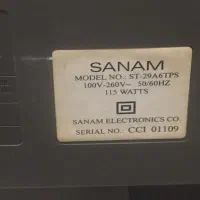 SANAM
MODEL NO.: ST-29A6TPS
100V-260V~ 50/60HZ
115 WATTS
SANAM ELECTRONICS CO.
SERIAL NO.: CCI 01109